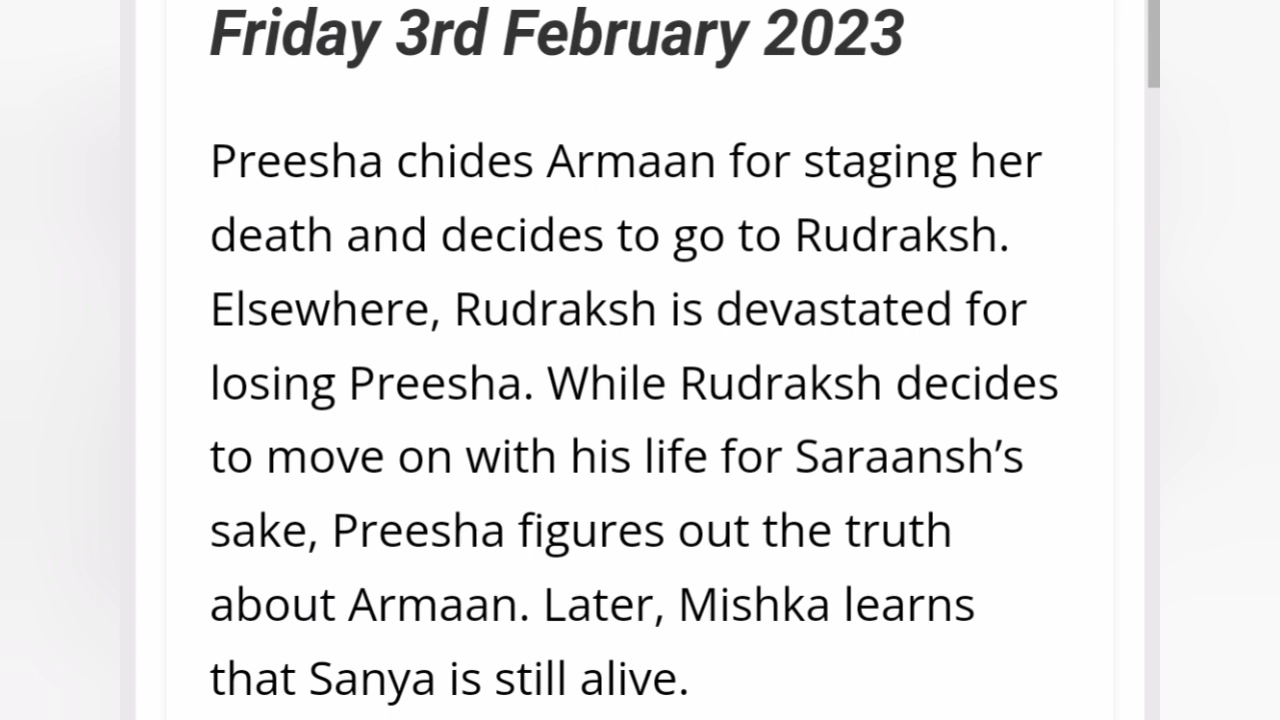 Friday 3rd February 2023
Preesha chides Armaan for staging her
death and decides to go to Rudraksh.
Elsewhere, Rudraksh is devastated for
losing Preesha. While Rudraksh decides
to move on with his life for Saraansh’s
sake, Preesha figures out the truth
about Armaan. Later, Mishka learns
that Sanya is still alive.